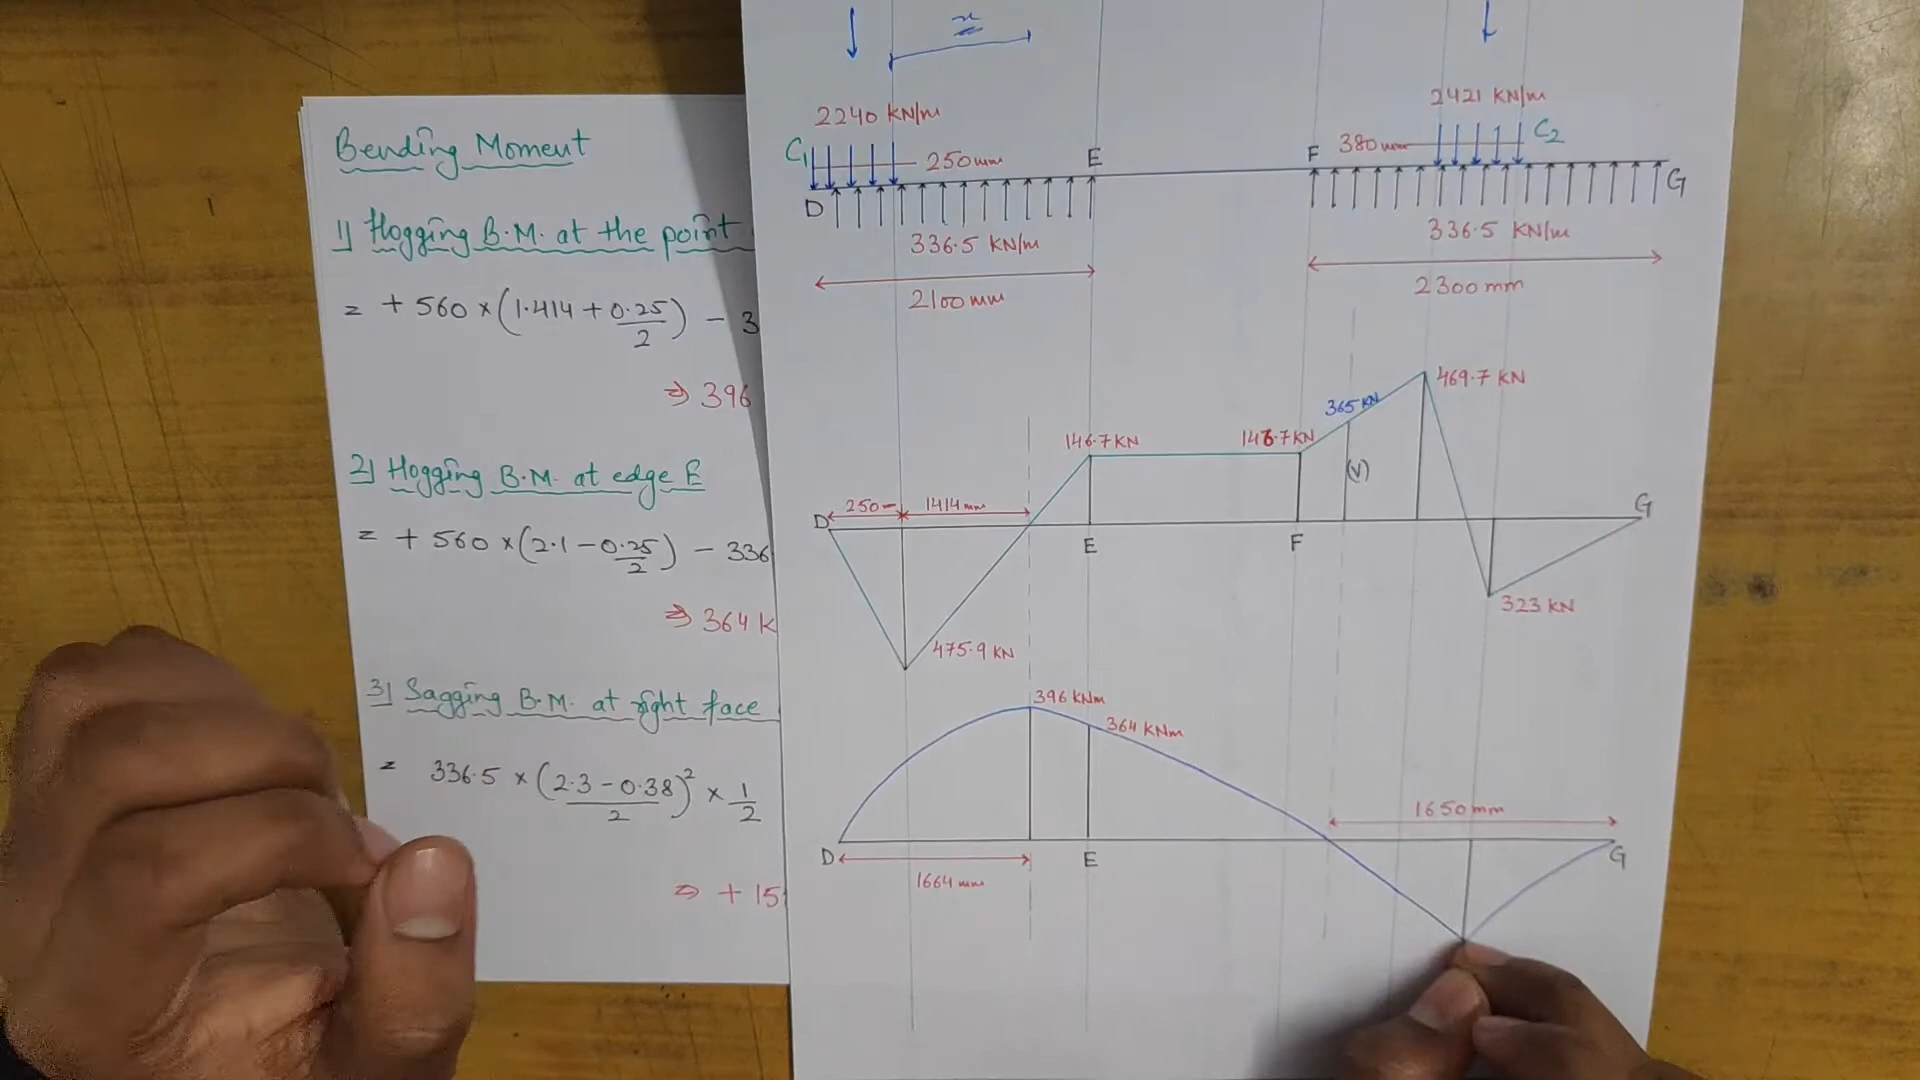 Bending Moment
1) Hogging B.M. at the point
= + 560 × (1.414 + 0.25/2) - 3
⇒ 396
2) Hogging B.M. at edge E
= + 560 × (2.1 - 0.25/2) - 336
⇒ 364 K
3) Sagging B.M. at right face
= 336.5 × (2.3 - 0.38/2)² × 1/2
⇒ + 15
x
2240 KN/m
2421 KN/m
C1
250mm
E
F
380mm
C2
D
G
336.5 KN/m
336.5 KN/m
2100 mm
2300 mm
469.7 KN
365 KN
146.7 KN
146.7 KN
(V)
D
250
1414 mm
G
E
F
323 KN
475.9 KN
396 KNm
364 KNm
1650 mm
D
E
G
1664 mm